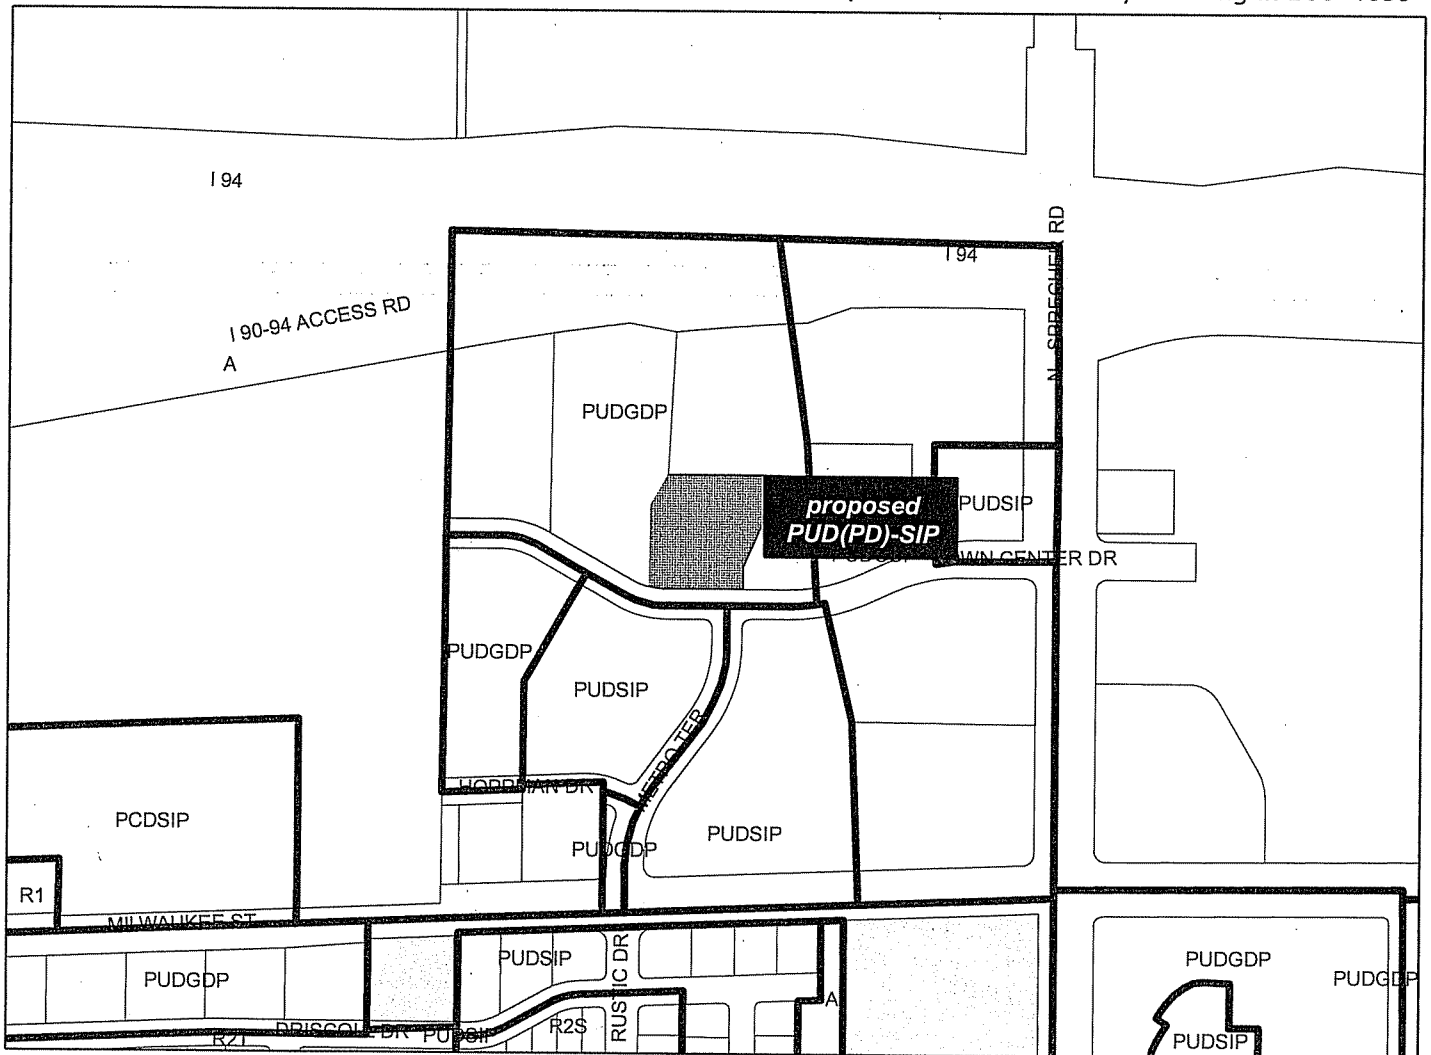 I 94
N SPRECHER RD
I 94
I 90-94 ACCESS RD
A
PUDGDP
proposed
PUD(PD)-SIP
PUDSIP
TOWN CENTER DR
PUDGDP
PUDSIP
METRO TER
HOFFMAN DR
PCDSIP
PUDSIP
PUDGDP
R1
MILWAUKEE ST
PUDSIP
RUSTIC DR
PUDGDP
PUDGDP
PUDGDP
A
DRISCOLL DR
PUDSIP
R2S
R2T
PUDSIP